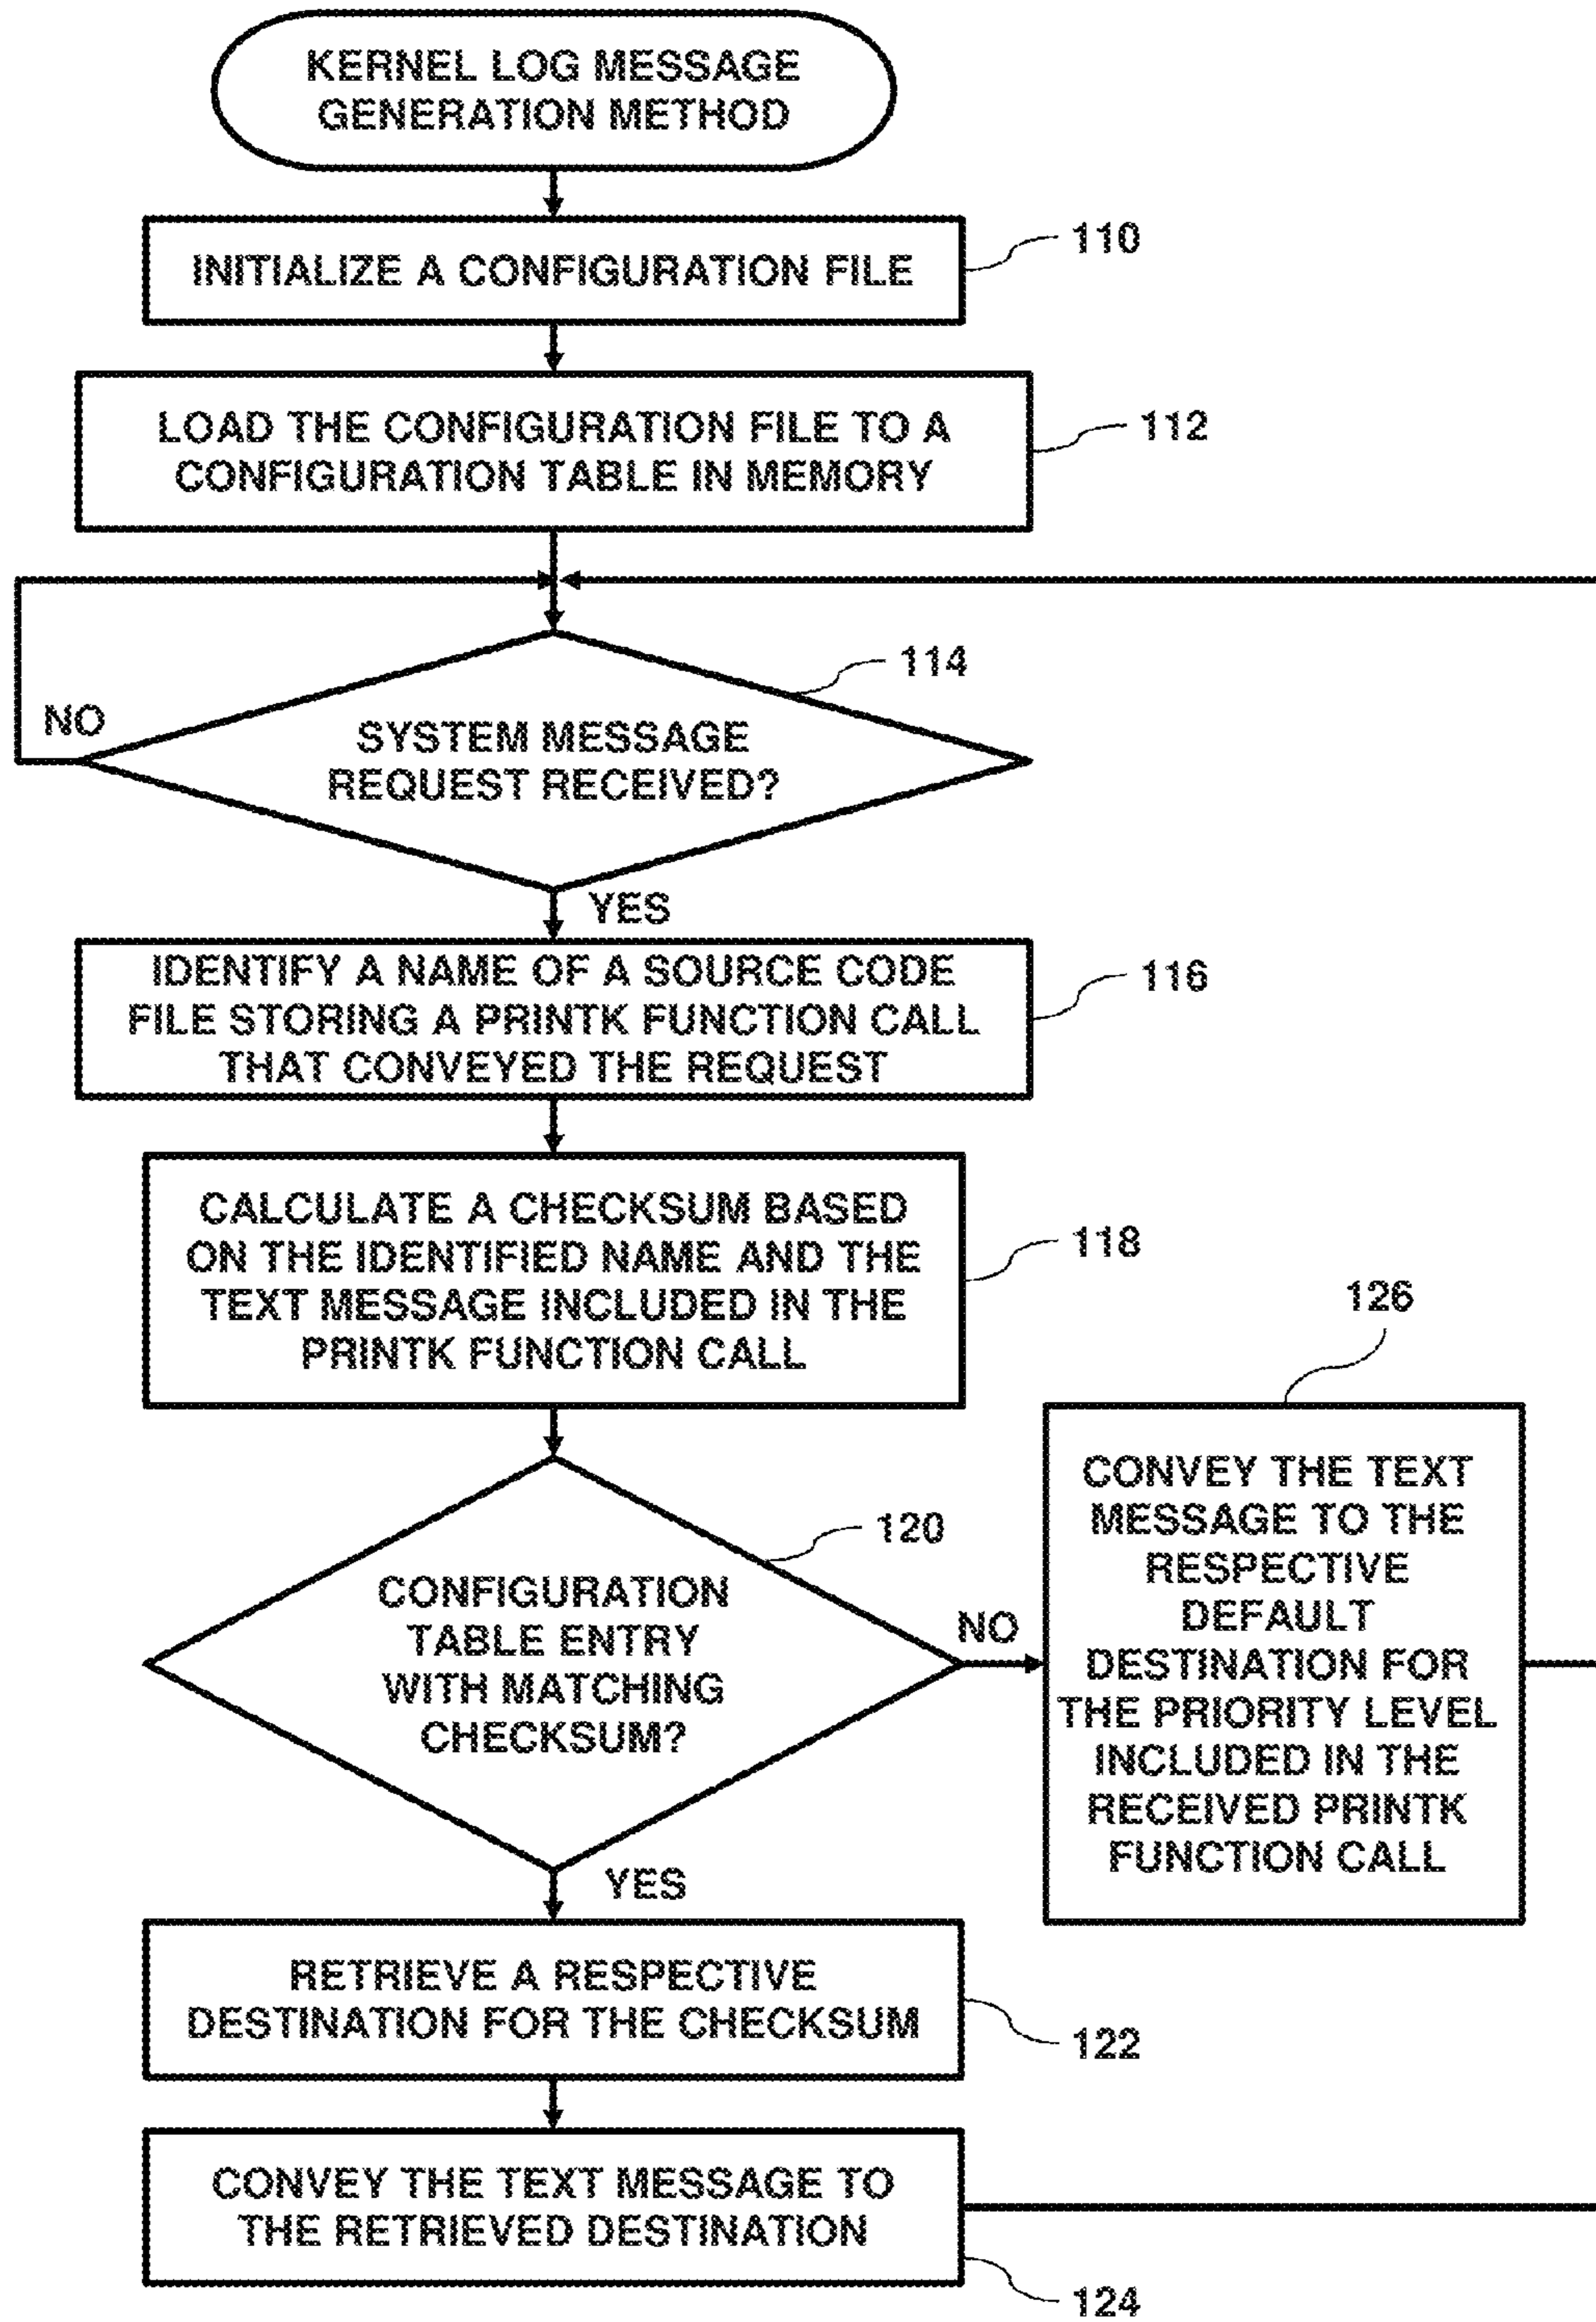 KERNEL LOG MESSAGE
GENERATION METHOD
INITIALIZE A CONFIGURATION FILE
110
LOAD THE CONFIGURATION FILE TO A
CONFIGURATION TABLE IN MEMORY
112
114
NO
SYSTEM MESSAGE
REQUEST RECEIVED?
YES
IDENTIFY A NAME OF A SOURCE CODE
FILE STORING A PRINTK FUNCTION CALL
THAT CONVEYED THE REQUEST
116
CALCULATE A CHECKSUM BASED
ON THE IDENTIFIED NAME AND THE
TEXT MESSAGE INCLUDED IN THE
PRINTK FUNCTION CALL
118
120
CONFIGURATION
TABLE ENTRY
WITH MATCHING
CHECKSUM?
NO
126
CONVEY THE TEXT
MESSAGE TO THE
RESPECTIVE
DEFAULT
DESTINATION FOR
THE PRIORITY LEVEL
INCLUDED IN THE
RECEIVED PRINTK
FUNCTION CALL
YES
RETRIEVE A RESPECTIVE
DESTINATION FOR THE CHECKSUM
122
CONVEY THE TEXT MESSAGE TO
THE RETRIEVED DESTINATION
124